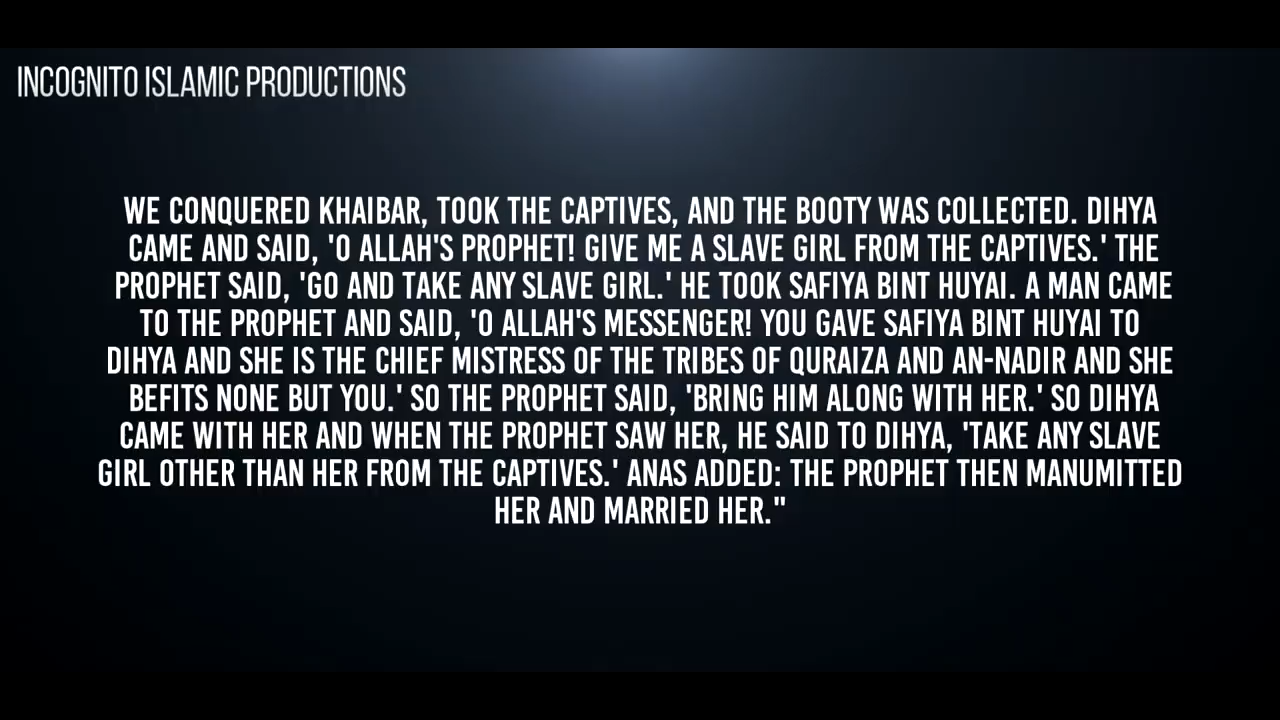 INCOGNITO ISLAMIC PRODUCTIONS
WE CONQUERED KHAIBAR, TOOK THE CAPTIVES, AND THE BOOTY WAS COLLECTED. DIHYA
CAME AND SAID, 'O ALLAH'S PROPHET! GIVE ME A SLAVE GIRL FROM THE CAPTIVES.' THE
PROPHET SAID, 'GO AND TAKE ANY SLAVE GIRL.' HE TOOK SAFIYA BINT HUYAI. A MAN CAME
TO THE PROPHET AND SAID, 'O ALLAH'S MESSENGER! YOU GAVE SAFIYA BINT HUYAI TO
DIHYA AND SHE IS THE CHIEF MISTRESS OF THE TRIBES OF QURAIZA AND AN-NADIR AND SHE
BEFITS NONE BUT YOU.' SO THE PROPHET SAID, 'BRING HIM ALONG WITH HER.' SO DIHYA
CAME WITH HER AND WHEN THE PROPHET SAW HER, HE SAID TO DIHYA, 'TAKE ANY SLAVE
GIRL OTHER THAN HER FROM THE CAPTIVES.' ANAS ADDED: THE PROPHET THEN MANUMITTED
HER AND MARRIED HER."